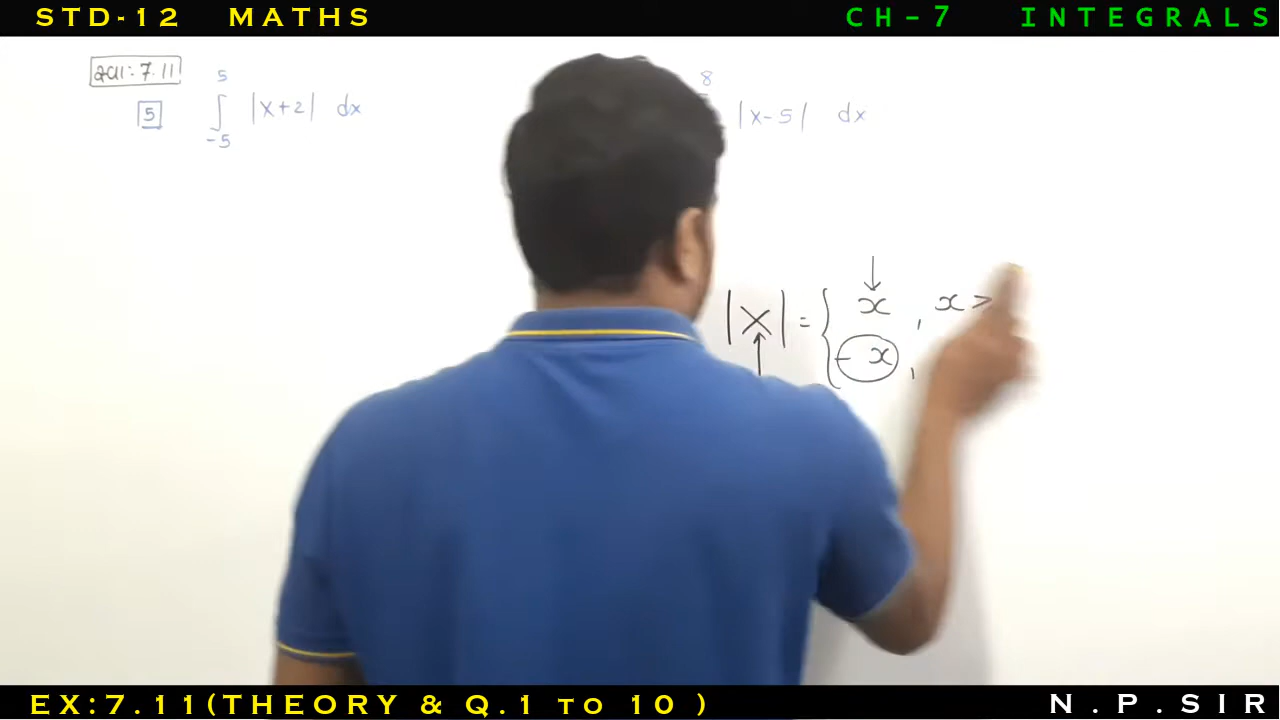 STD-12 MATHS CH-7 INTEGRALS
5 8
[5] ∫ |x+2| dx |x-5| dx
-5
|x| = { x , x >
- x ,
EX:7.11(THEORY & Q.1 TO 10 ) N.P.SIR